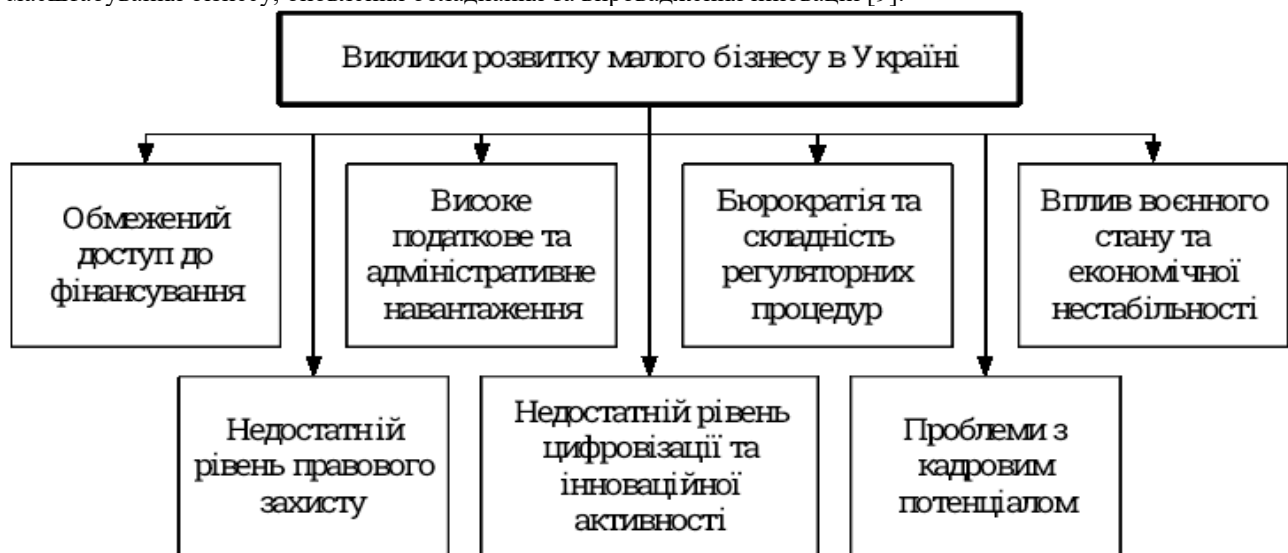 Виклики розвитку малого бізнесу в Україні
Обмежений
доступ до
фінансування
Високе
податкове та
адміністративне
навантаження
Бюрократія та
складність
регуляторних
процедур
Вплив воєнного
стану та
економічної
нестабільності
Недостатній
рівень правового
захисту
Недостатній рівень
цифровізації та
інноваційної
активності
Проблеми з
кадровим
потенціалом